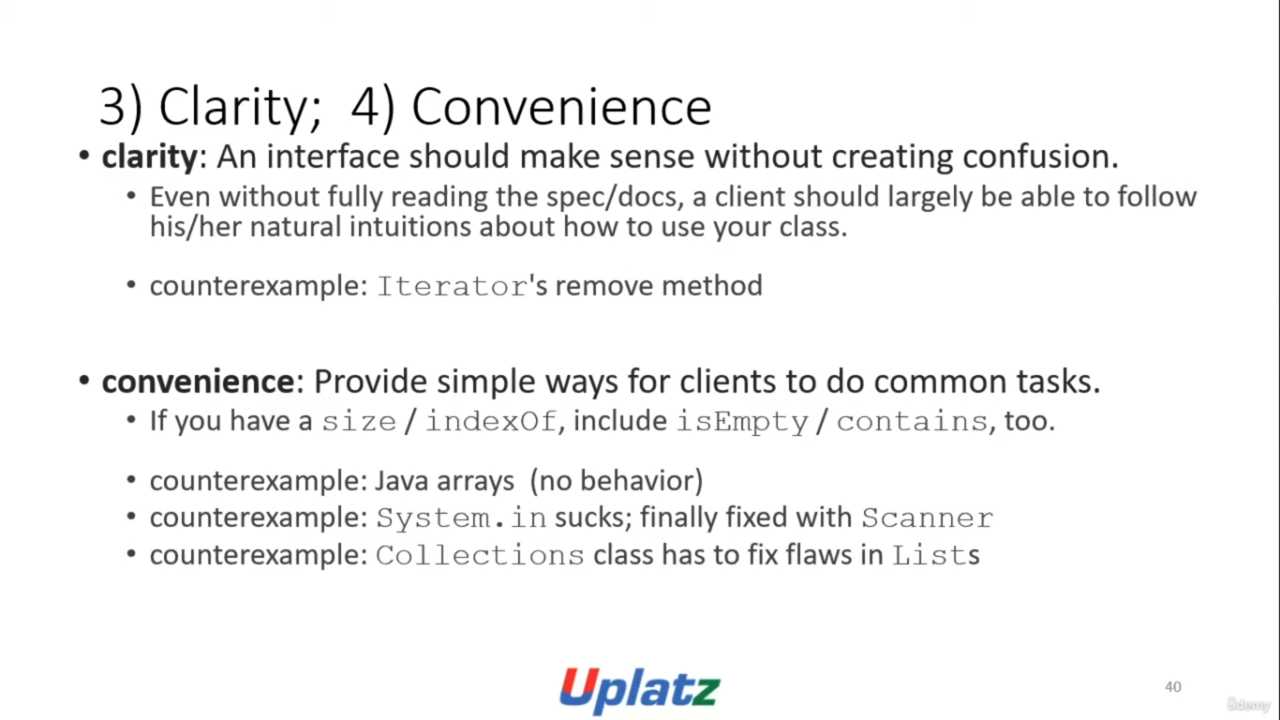 3) Clarity; 4) Convenience
• clarity: An interface should make sense without creating confusion.
• Even without fully reading the spec/docs, a client should largely be able to follow
his/her natural intuitions about how to use your class.
• counterexample: Iterator's remove method
• convenience: Provide simple ways for clients to do common tasks.
• If you have a size / indexOf, include isEmpty / contains, too.
• counterexample: Java arrays (no behavior)
• counterexample: System.in sucks; finally fixed with Scanner
• counterexample: Collections class has to fix flaws in Lists
Uplatz
40
ûdemy